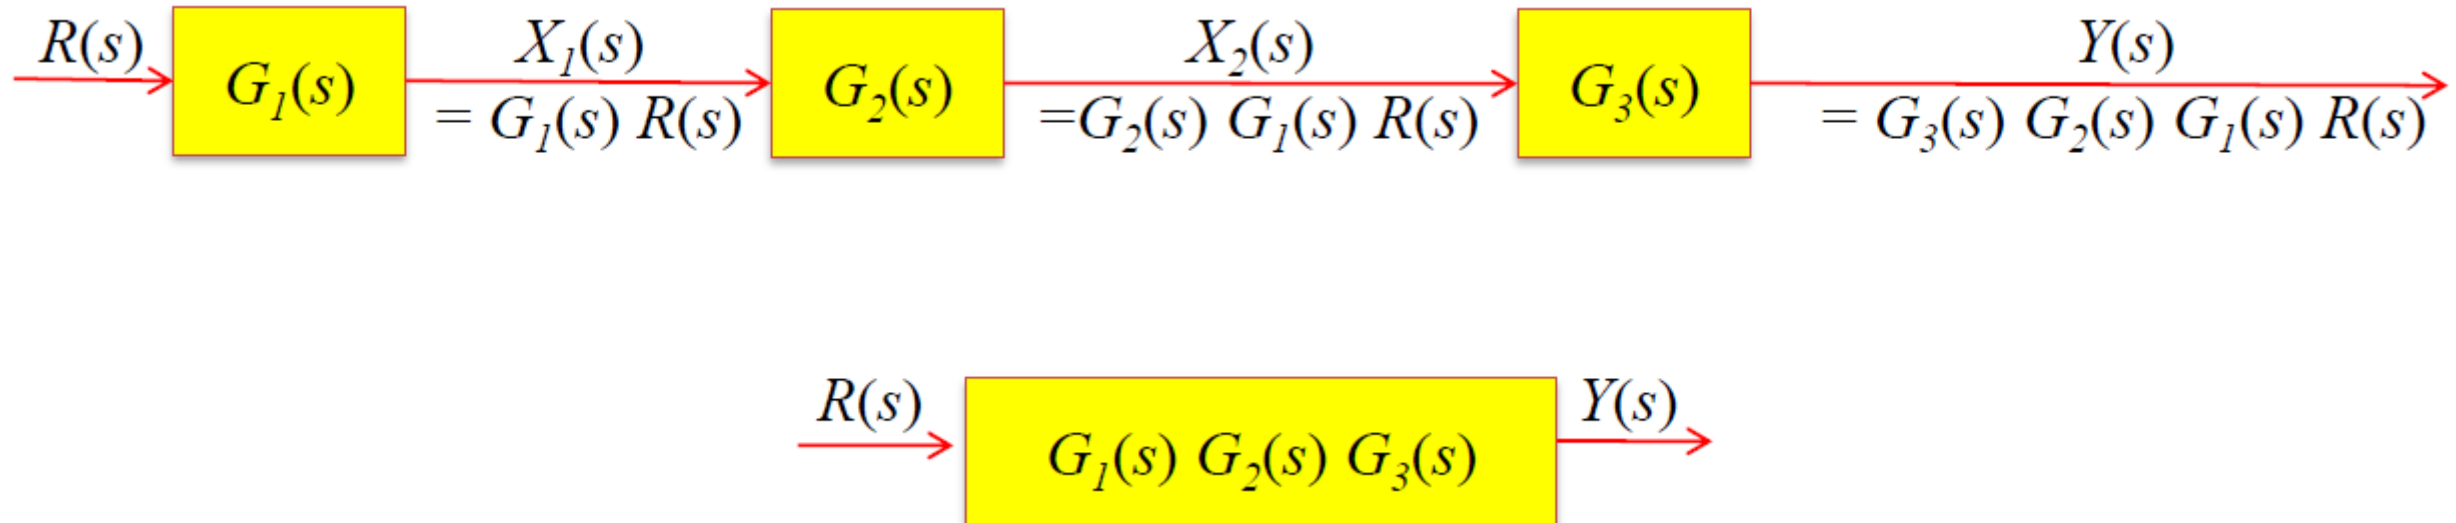 R(s) G₁(s) X₁(s) G₂(s) X₂(s) G₃(s) Y(s)
= G₁(s) R(s) =G₂(s) G₁(s) R(s) = G₃(s) G₂(s) G₁(s) R(s)
R(s) Y(s)
G₁(s) G₂(s) G₃(s)